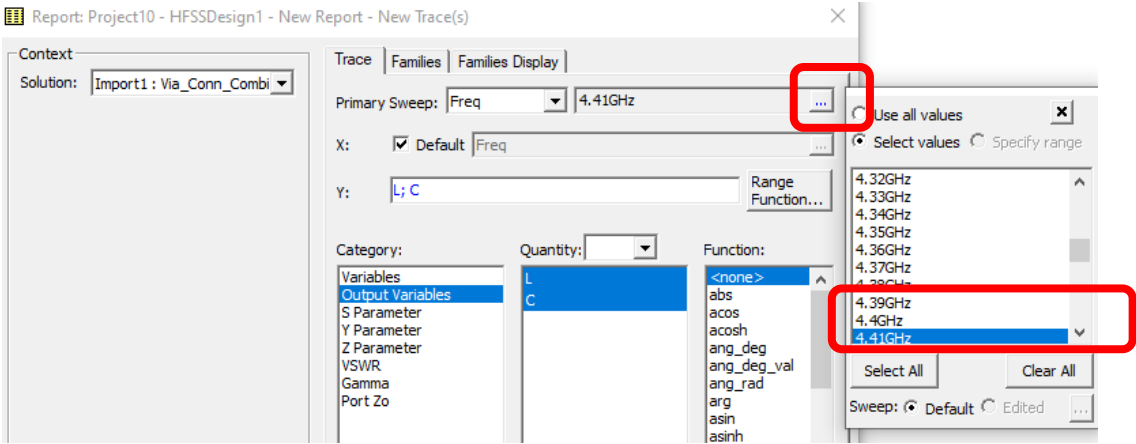 Report: Project10 - HFSSDesign1 - New Report - New Trace(s)
Context
Solution: Import1 : Via_Conn_Combi
Trace Families Families Display
Primary Sweep: Freq 4.41GHz ...
X: Default Freq ...
Y: L; C Range Function...
Category:
Variables
Output Variables
S Parameter
Y Parameter
Z Parameter
VSWR
Gamma
Port Zo
Quantity:
L
C
Function:
<none>
abs
acos
acosh
ang_deg
ang_deg_val
ang_rad
arg
asin
asinh
Use all values
Select values Specify range
4.32GHz
4.33GHz
4.34GHz
4.35GHz
4.36GHz
4.37GHz
4.38GHz
4.39GHz
4.4GHz
4.41GHz
Select All Clear All
Sweep: Default Edited ...